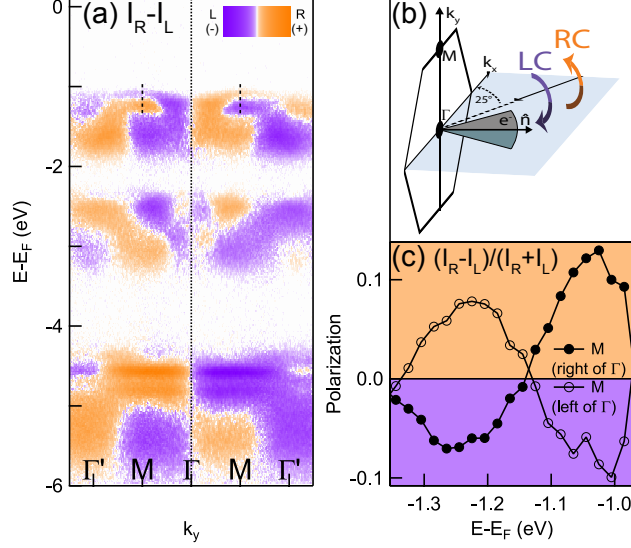 (a) I_R-I_L
L
(-)
R
(+)
0
-2
-4
-6
E-E_F (eV)
Γ' M Γ M Γ'
k_y
(b)
k_y
M
k_x
25°
Γ
e⁻
n̂
LC
RC
(c) (I_R-I_L)/(I_R+I_L)
0.1
0.0
-0.1
Polarization
M
(right of Γ)
M
(left of Γ)
-1.3 -1.2 -1.1 -1.0
E-E_F (eV)